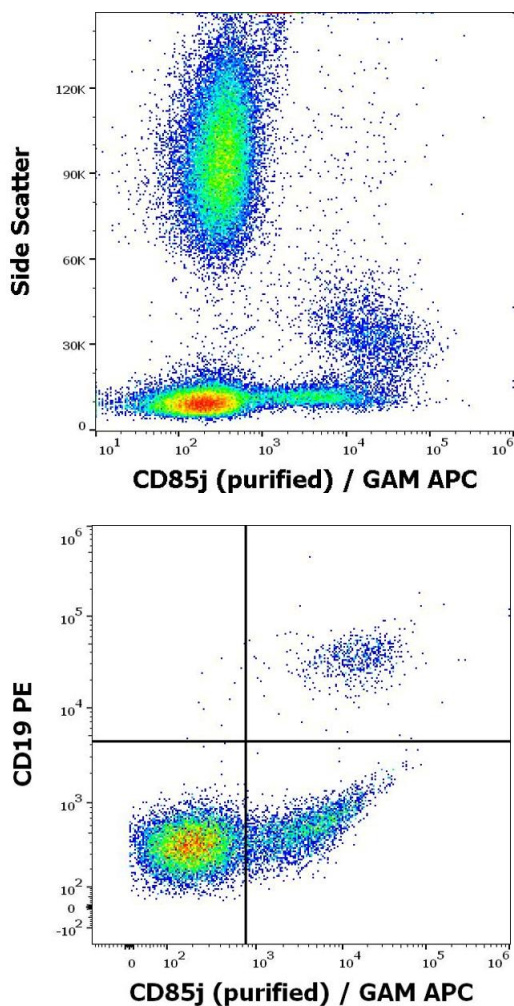 120K
90K
60K
30K
0
Side Scatter
10¹ 10² 10³ 10⁴ 10⁵ 10⁶
CD85j (purified) / GAM APC
10⁶
10⁵
10⁴
10³
10²
0
-10²
CD19 PE
0 10² 10³ 10⁴ 10⁵ 10⁶
CD85j (purified) / GAM APC